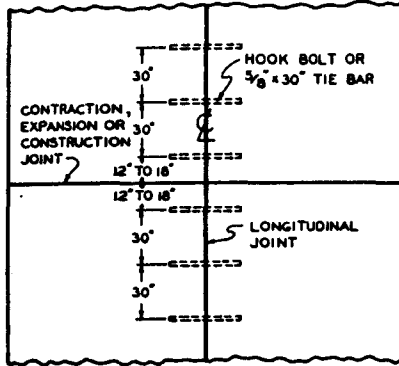 30"
HOOK BOLT OR
5/8" x 30" TIE BAR
CONTRACTION,
EXPANSION OR
CONSTRUCTION
JOINT
30"
℄
12" TO 18"
12" TO 18"
30"
LONGITUDINAL
JOINT
30"